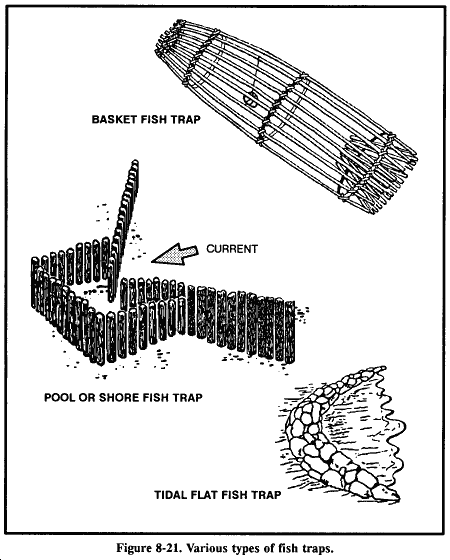 BASKET FISH TRAP
CURRENT
POOL OR SHORE FISH TRAP
TIDAL FLAT FISH TRAP
Figure 8-21. Various types of fish traps.